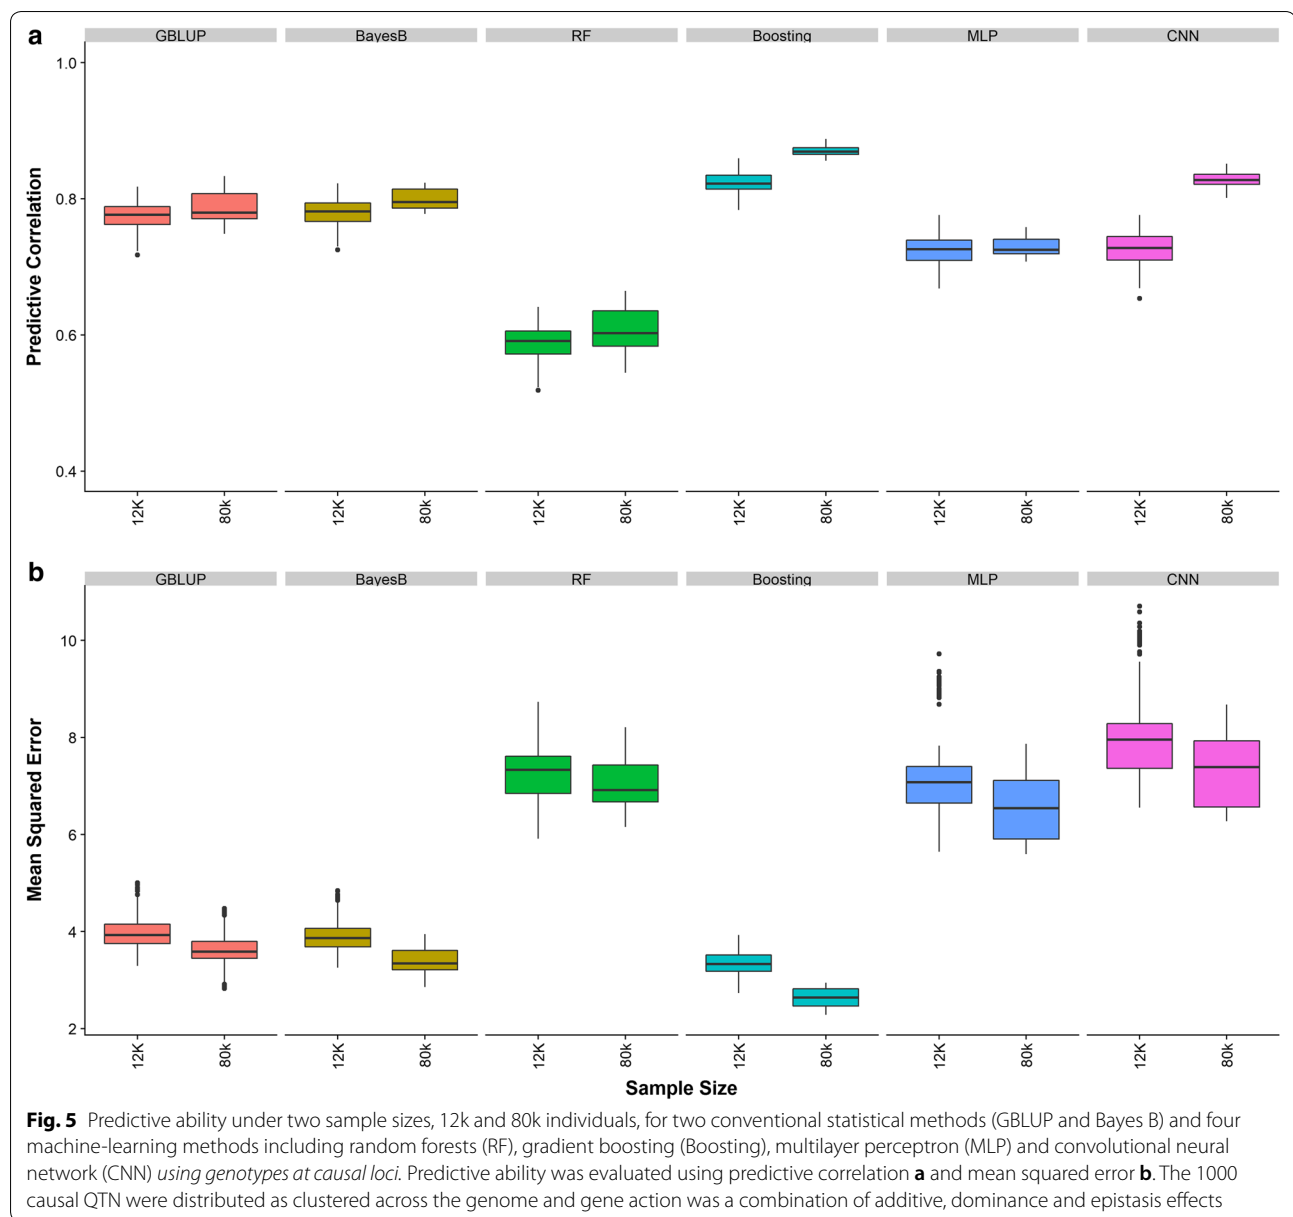 a
GBLUP BayesB RF Boosting MLP CNN
1.0
0.8
0.6
0.4
Predictive Correlation
12K 80k 12K 80k 12K 80k 12K 80k 12K 80k 12K 80k
b
GBLUP BayesB RF Boosting MLP CNN
10
8
6
4
2
Mean Squared Error
12K 80k 12K 80k 12K 80k 12K 80k 12K 80k 12K 80k
Sample Size
Fig. 5 Predictive ability under two sample sizes, 12k and 80k individuals, for two conventional statistical methods (GBLUP and Bayes B) and four
machine-learning methods including random forests (RF), gradient boosting (Boosting), multilayer perceptron (MLP) and convolutional neural
network (CNN) using genotypes at causal loci. Predictive ability was evaluated using predictive correlation a and mean squared error b. The 1000
causal QTN were distributed as clustered across the genome and gene action was a combination of additive, dominance and epistasis effects